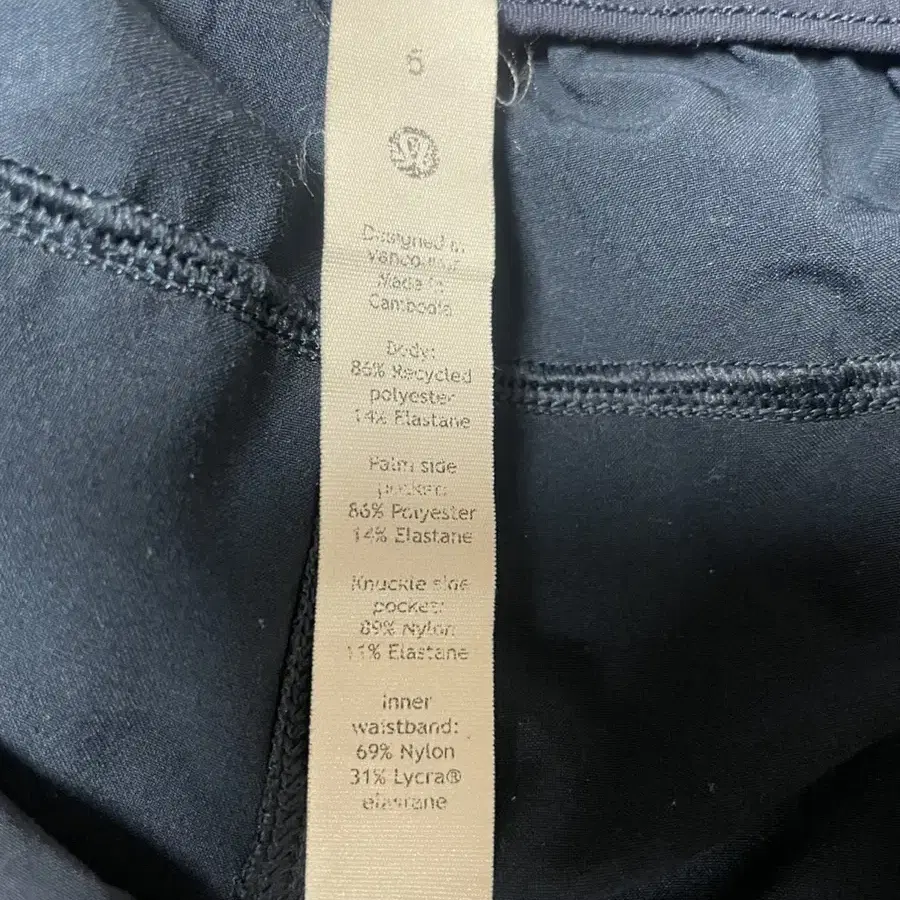 6
Designed in
Vancouver
Made in
Cambodia
Body:
86% Recycled
polyester
14% Elastane
Palm side
pocket:
86% Polyester
14% Elastane
Knuckle side
pocket:
89% Nylon
11% Elastane
Inner
waistband:
69% Nylon
31% Lycra®
elastane